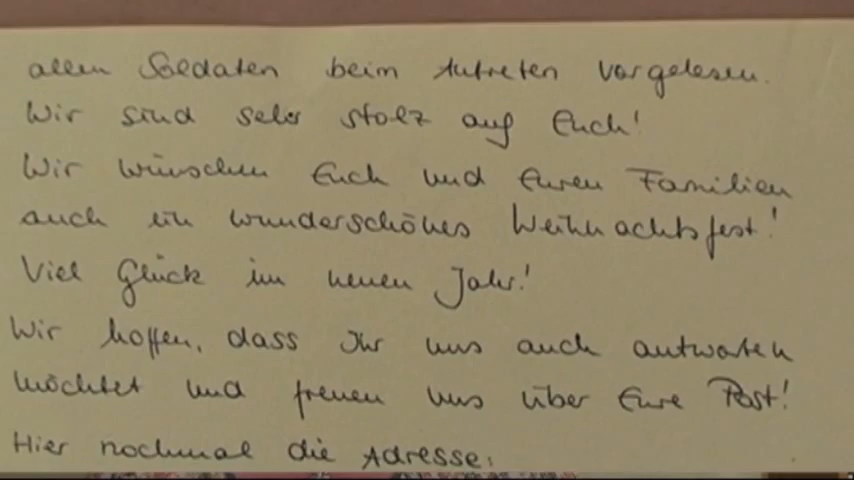 allen Soldaten beim Antreten vorgelesen.
Wir sind sehr stolz auf Euch!
Wir wünschen Euch und Euren Familien
auch ein wunderschönes Weihnachtsfest!
Viel Glück im neuen Jahr!
Wir hoffen, dass Ihr uns auch antworten
möchtet und freuen uns über Eure Post!
Hier nochmal die Adresse: